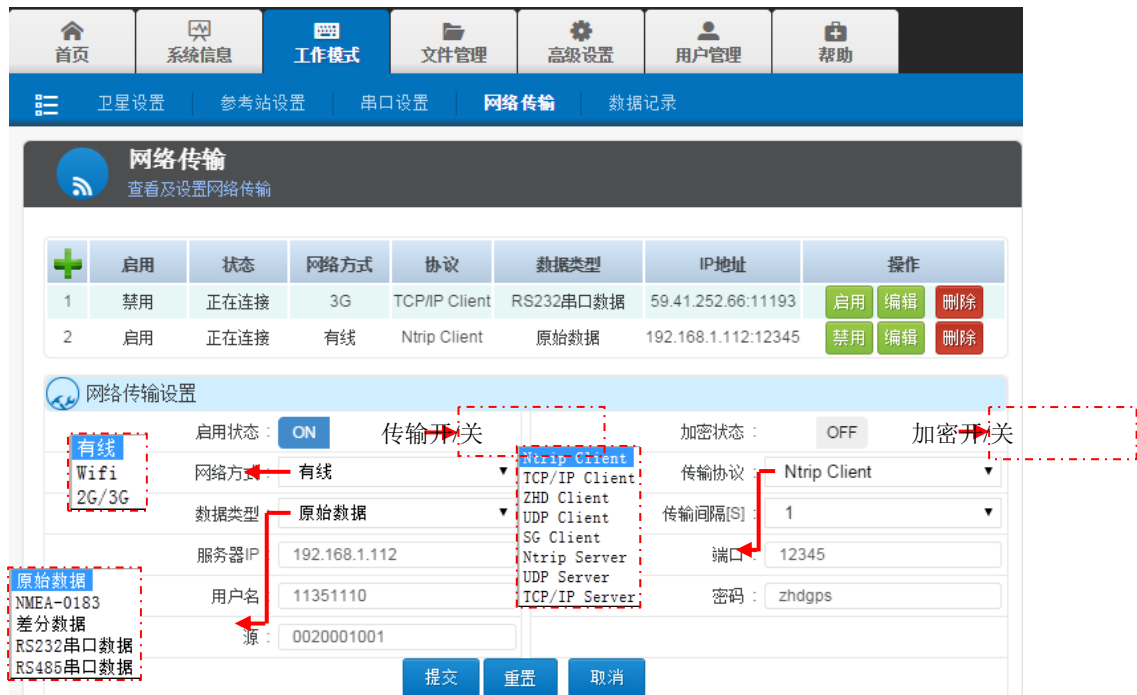 首页 系统信息 工作模式 文件管理 高级设置 用户管理 帮助
卫星设置 参考站设置 串口设置 网络传输 数据记录
网络传输
查看及设置网络传输
启用 状态 网络方式 协议 数据类型 IP地址 操作
1 禁用 正在连接 3G TCP/IP Client RS232串口数据 59.41.252.66:11193 启用 编辑 删除
2 启用 正在连接 有线 Ntrip Client 原始数据 192.168.1.112:12345 禁用 编辑 删除
网络传输设置
启用状态 : ON 传输开/关 加密状态 : OFF 加密开/关
网络方式 : 有线 传输协议 : Ntrip Client
数据类型 : 原始数据 传输间隔[S] : 1
服务器IP : 192.168.1.112 端口 : 12345
用户名 : 11351110 密码 : zhdgps
源 : 0020001001
提交 重置 取消
有线
Wifi
2G/3G
Ntrip Client
TCP/IP Client
ZHD Client
UDP Client
SG Client
Ntrip Server
UDP Server
TCP/IP Server
原始数据
NMEA-0183
差分数据
RS232串口数据
RS485串口数据